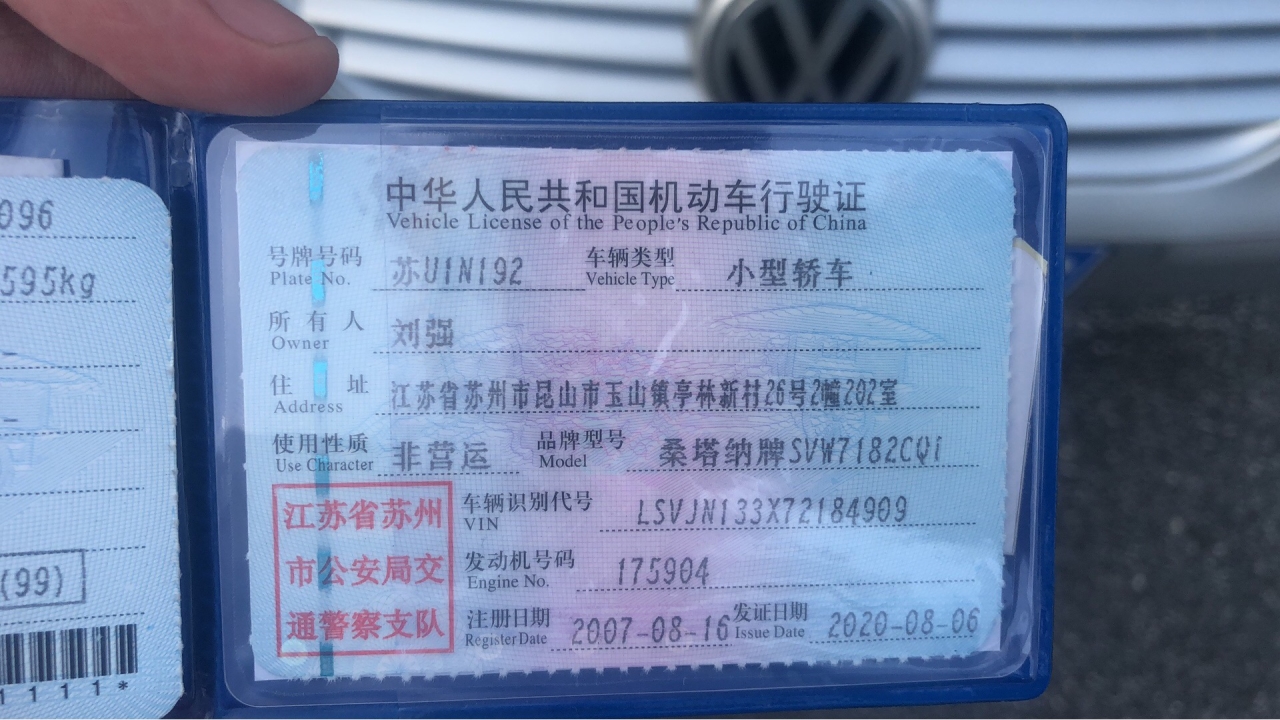 096
595kg
(99)
1111*
中华人民共和国机动车行驶证
Vehicle License of the People's Republic of China
号牌号码 苏U1N192 车辆类型 小型轿车
Plate No. Vehicle Type
所有人 刘强
Owner
住址 江苏省苏州市昆山市玉山镇亭林新村26号2幢202室
Address
使用性质 非营运 品牌型号 桑塔纳牌SVW7182CQi
Use Character Model
江苏省苏州
市公安局交
通警察支队
车辆识别代号 LSVJN133X72184909
VIN
发动机号码 175904
Engine No.
注册日期 2007-08-16 发证日期 2020-08-06
Register Date Issue Date